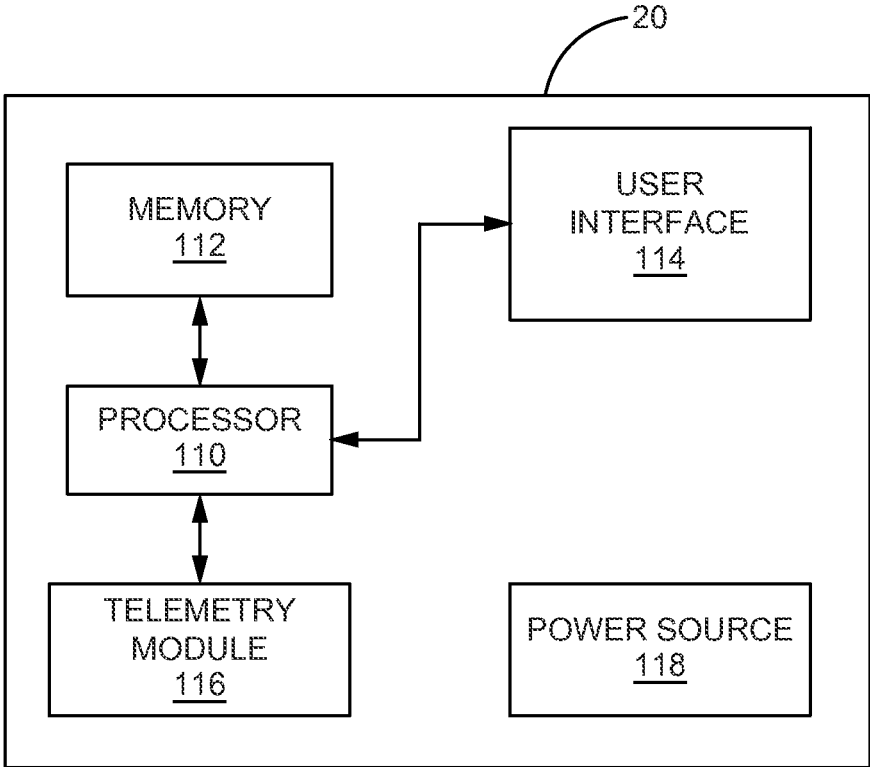 20
MEMORY
112
USER
INTERFACE
114
PROCESSOR
110
TELEMETRY
MODULE
116
POWER SOURCE
118